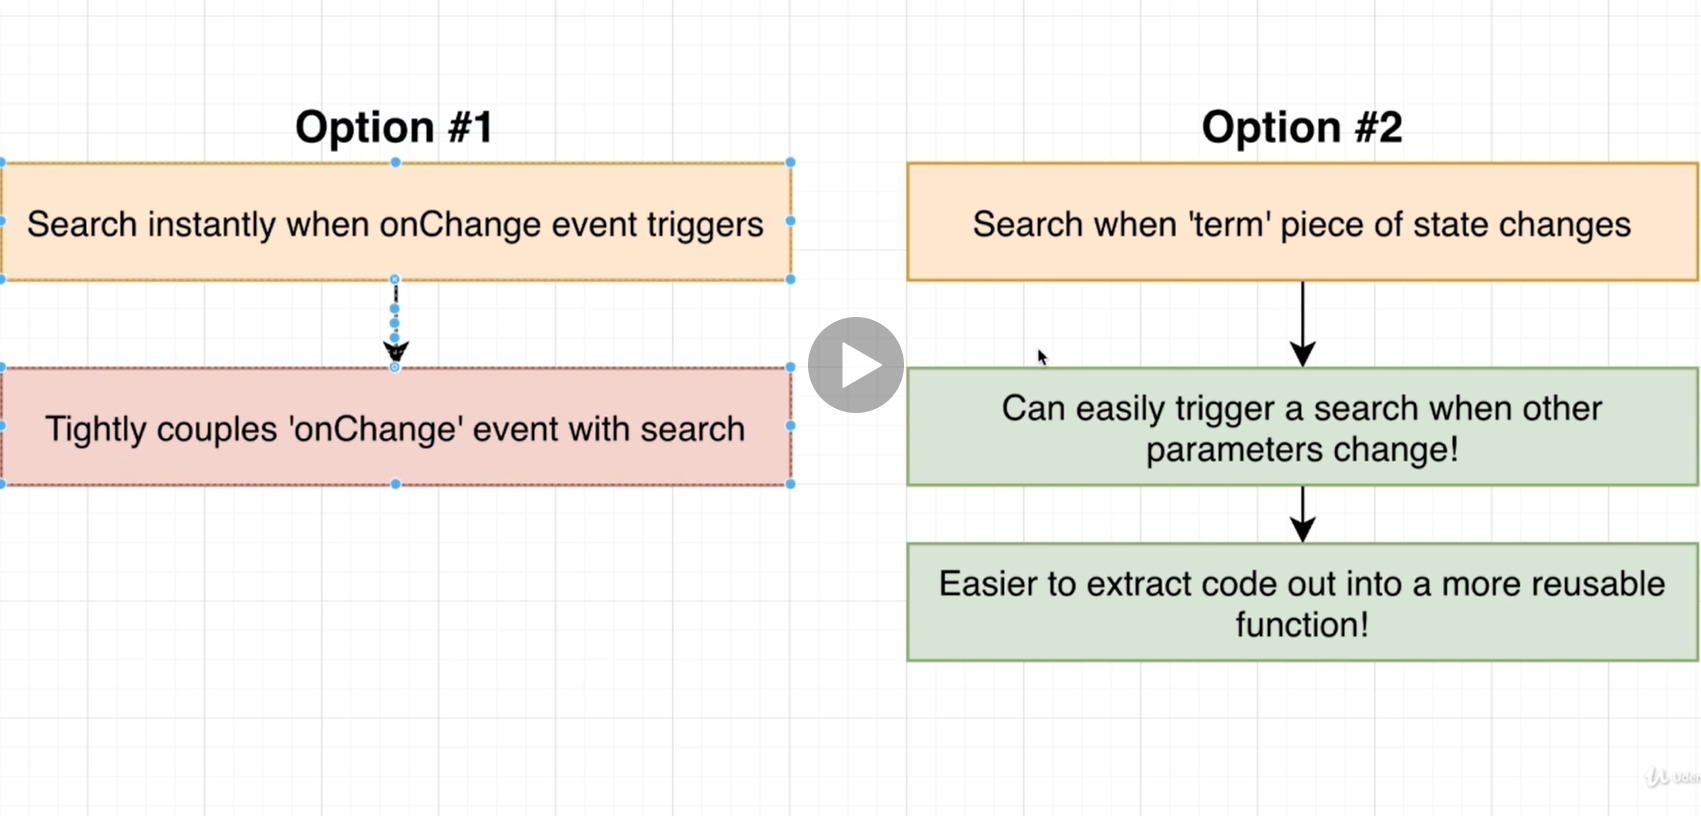 Option #1
Search instantly when onChange event triggers
Tightly couples 'onChange' event with search
Option #2
Search when 'term' piece of state changes
Can easily trigger a search when other
parameters change!
Easier to extract code out into a more reusable
function!